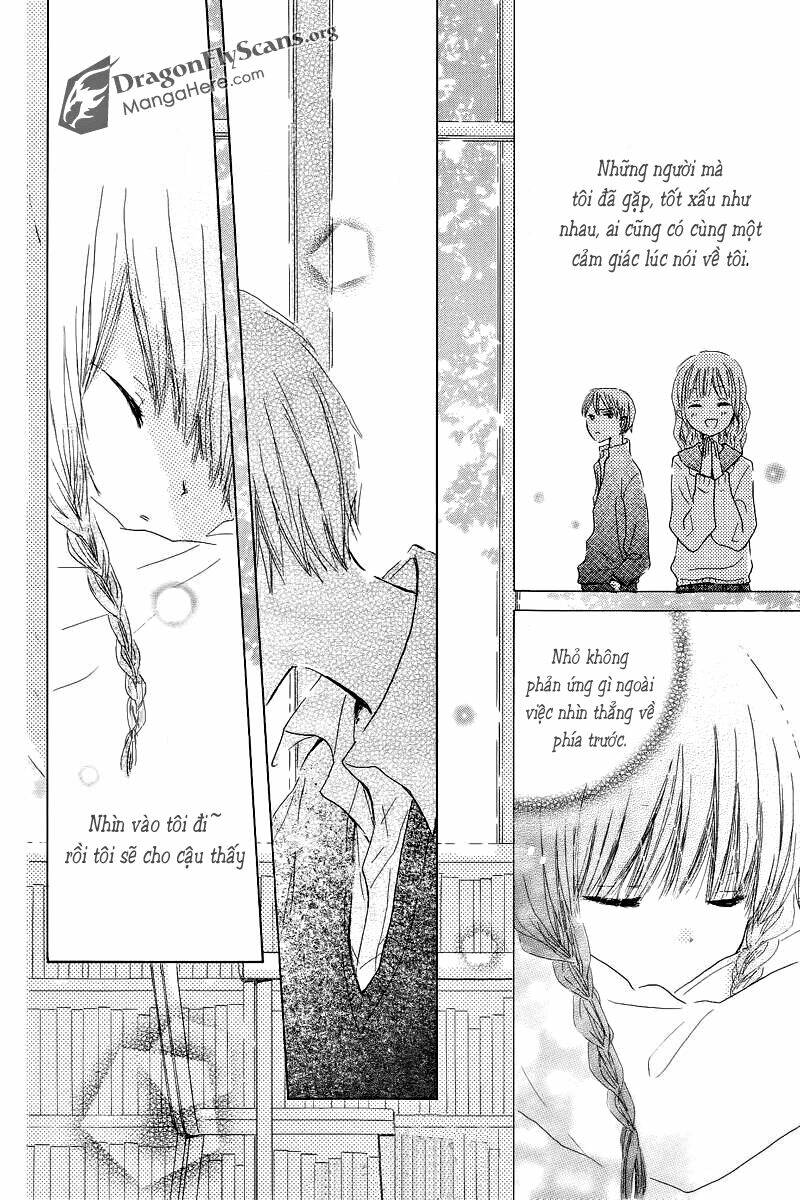 DragonFlyScans.org
MangaHere.com
Những người mà
tôi đã gặp, tốt xấu như
nhau, ai cũng có cùng một
cảm giác lúc nói về tôi.
Nhỏ không
phản ứng gì ngoài
việc nhìn thẳng về
phía trước.
Nhìn vào tôi đi~
rồi tôi sẽ cho cậu thấy